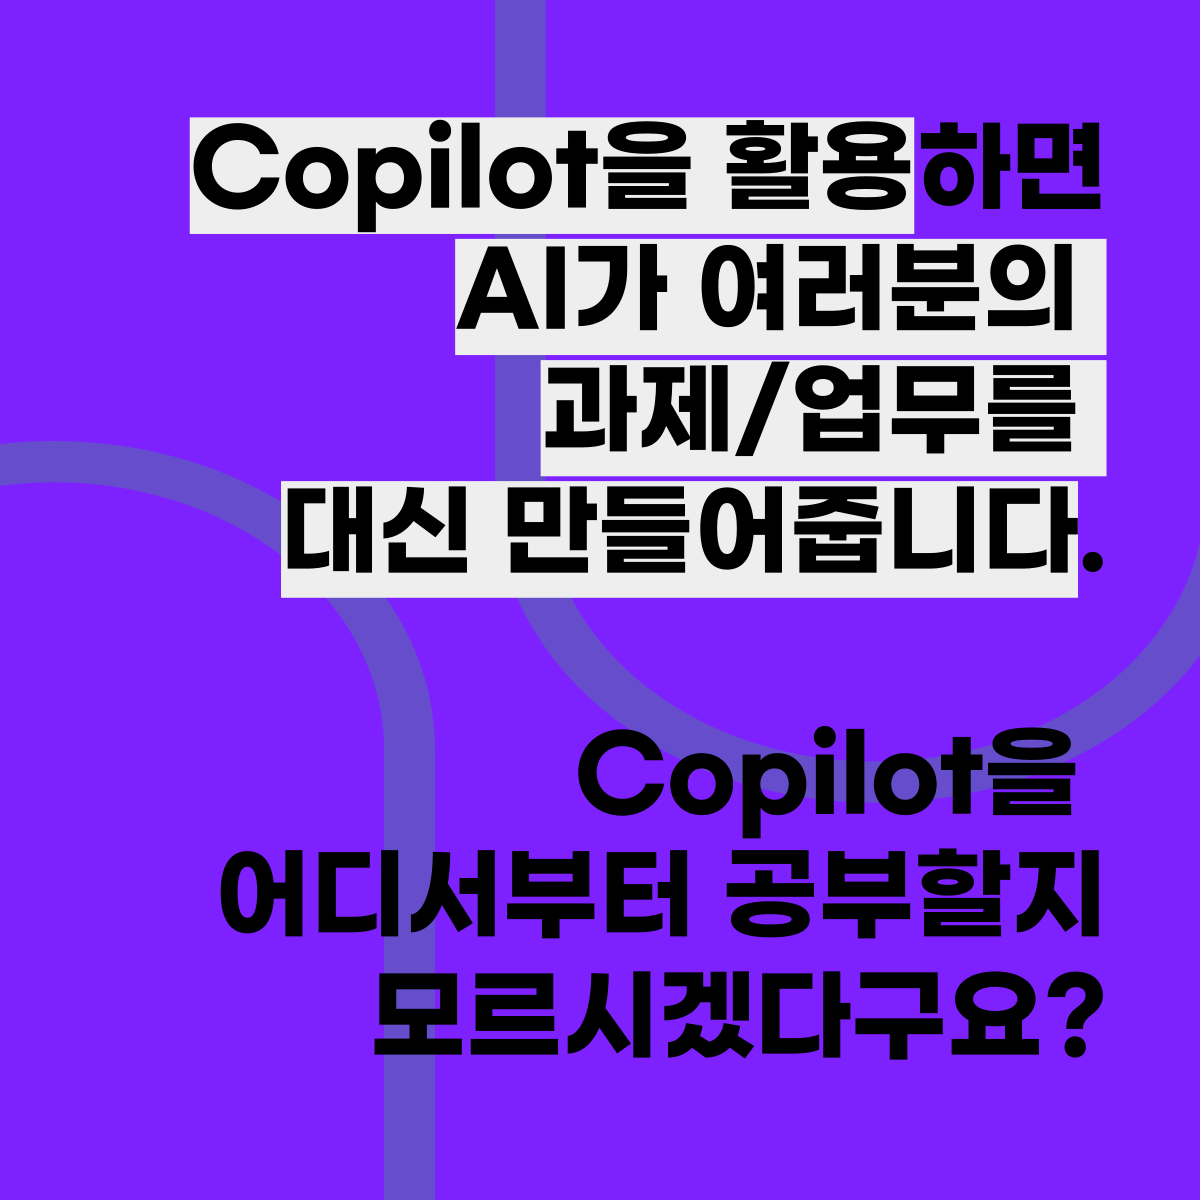 Copilot을 활용하면
AI가 여러분의
과제/업무를
대신 만들어줍니다.
Copilot을
어디서부터 공부할지
모르시겠다구요?